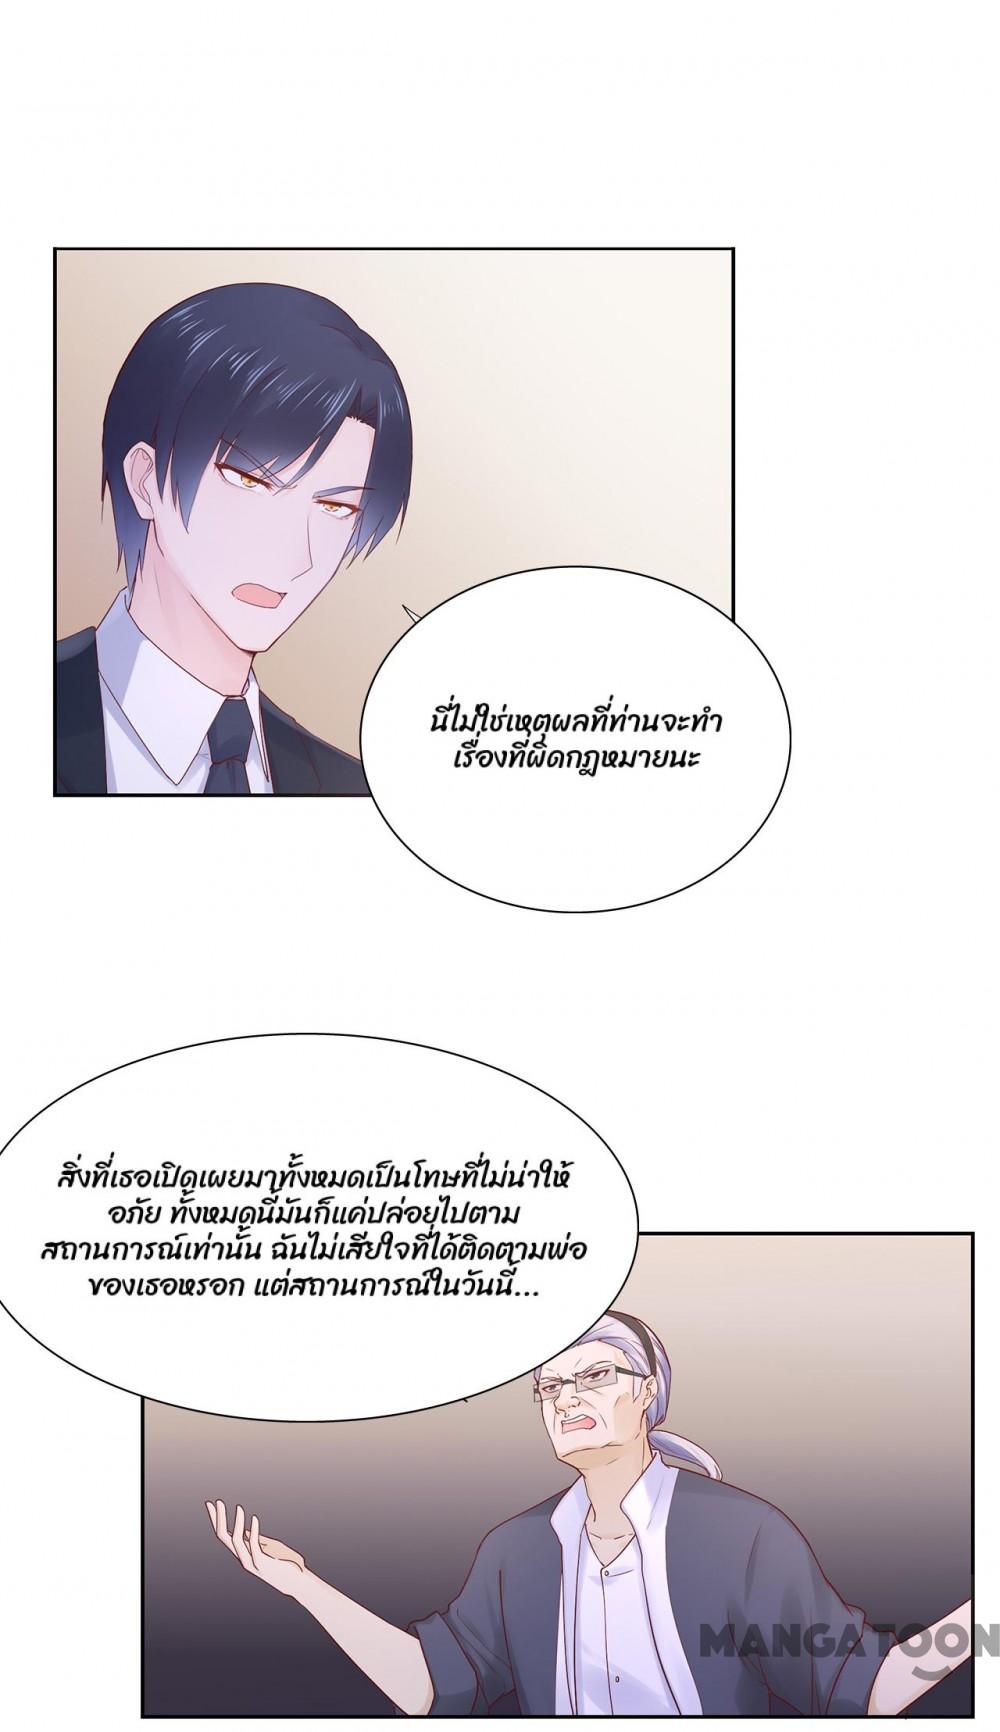 นี่ไม่ใช่เหตุผลที่ท่านจะทำ
เรื่องที่ผิดกฎหมายนะ
สิ่งที่เธอเปิดเผยมาทั้งหมดเป็นโทษที่ไม่น่าให้
อภัย ทั้งหมดนี้มันก็แค่ปล่อยไปตาม
สถานการณ์เท่านั้น ฉันไม่เสียใจที่ได้ติดตามพ่อ
ของเธอหรอก แต่สถานการณ์ในวันนี้...
MANGATOON